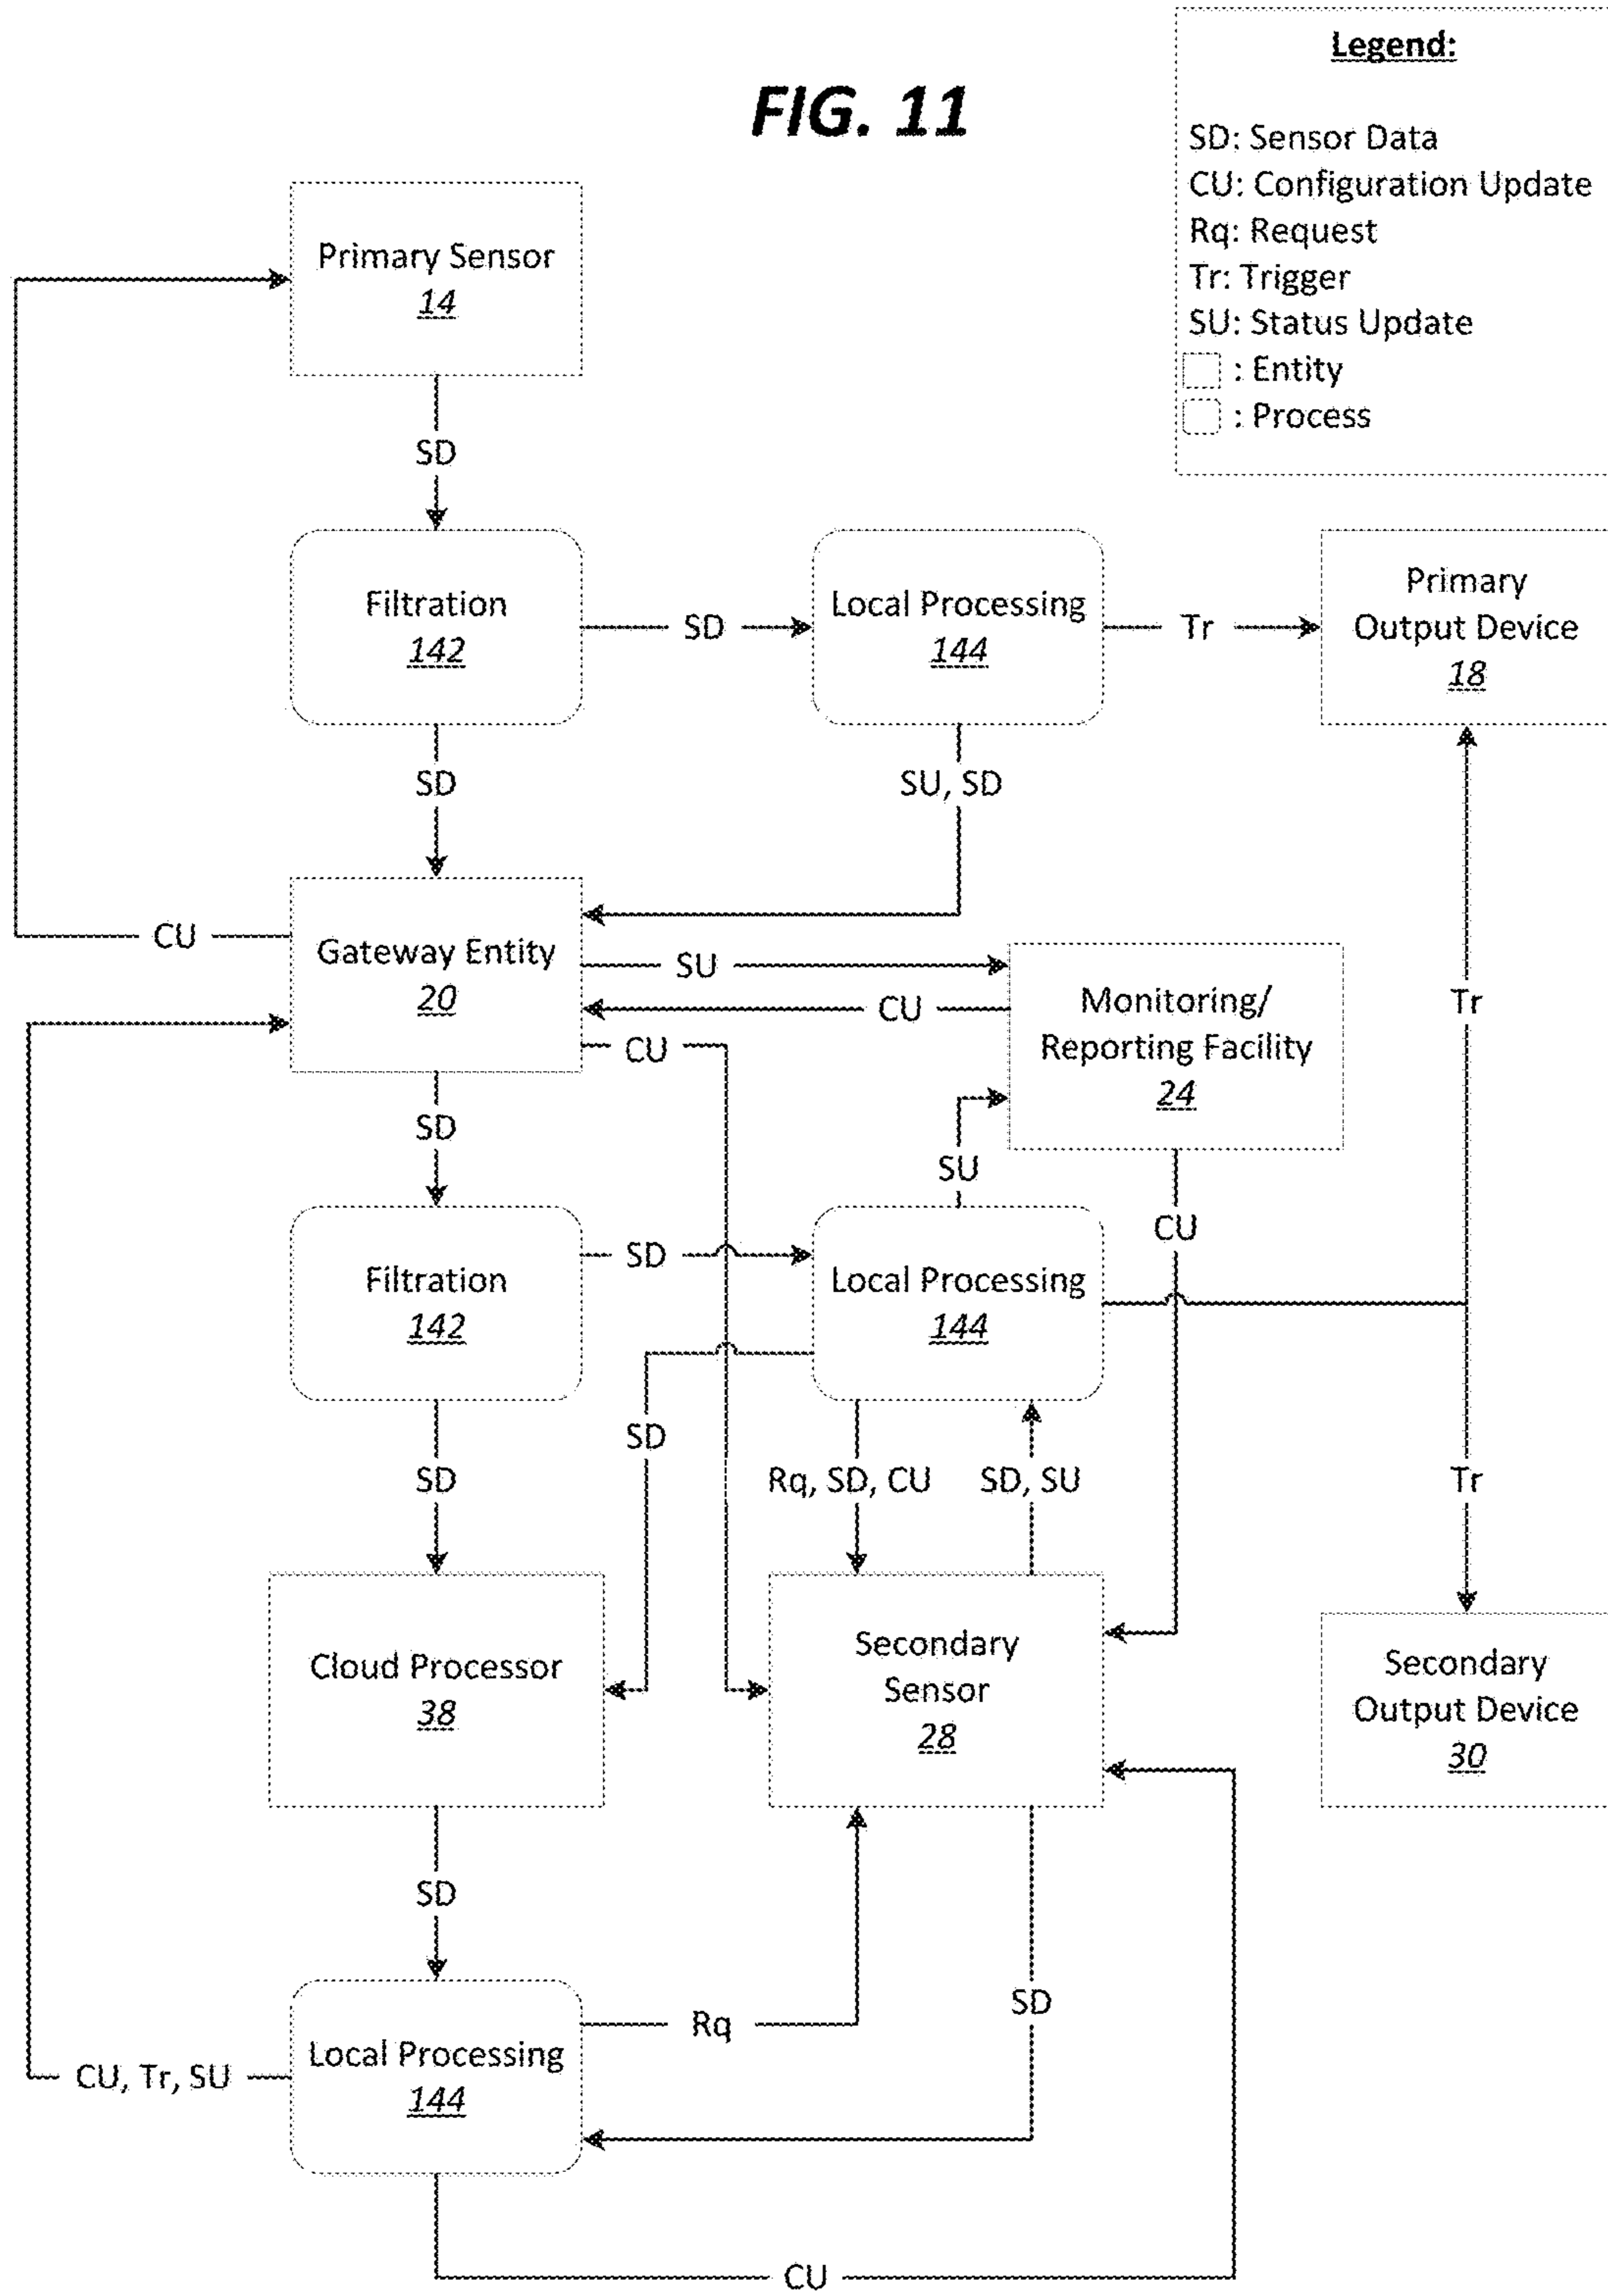 FIG. 11
Legend:
SD: Sensor Data
CU: Configuration Update
Rq: Request
Tr: Trigger
SU: Status Update
: Entity
: Process
Primary Sensor
14
SD
Filtration
142
SD
Local Processing
144
Tr
Primary
Output Device
18
SD
SU, SD
CU
Gateway Entity
20
SU
CU
CU
Monitoring/
Reporting Facility
24
Tr
SD
SU
CU
Filtration
142
SD
Local Processing
144
SD
SD
Rq, SD, CU
SD, SU
Tr
Cloud Processor
38
Secondary
Sensor
28
Secondary
Output Device
30
SD
SD
Rq
Local Processing
144
CU, Tr, SU
CU